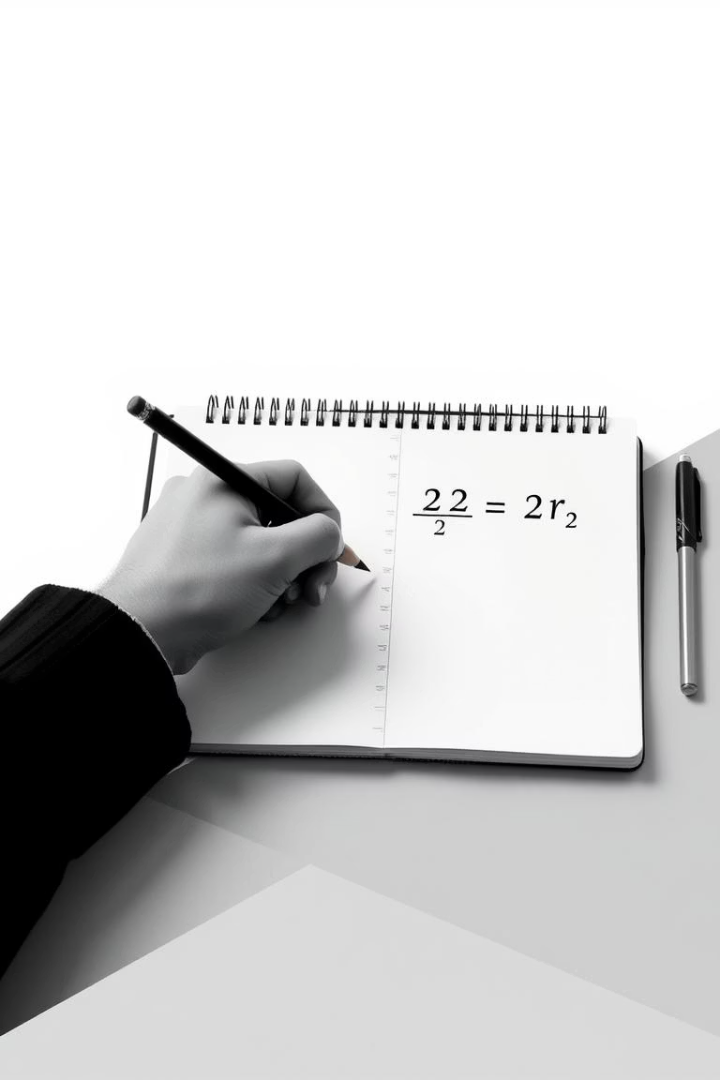 22/2 = 2r₂